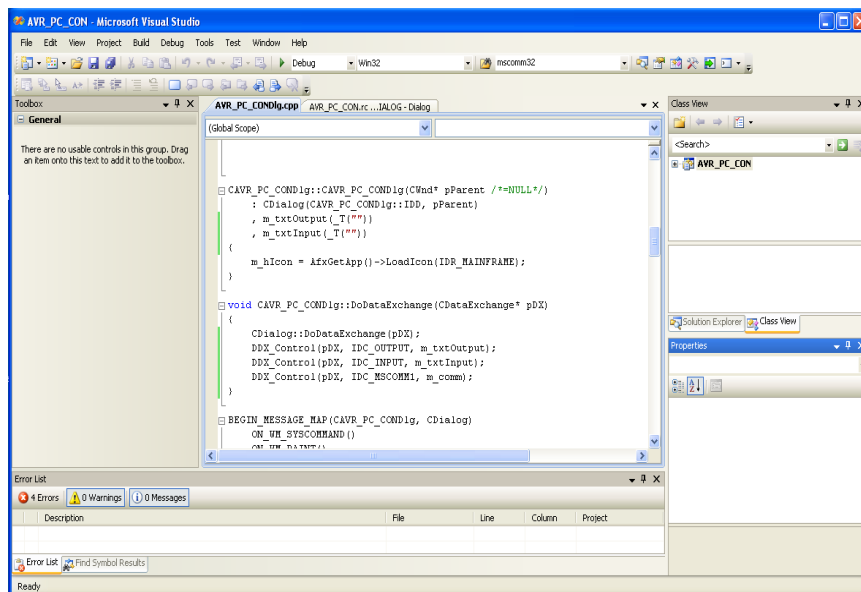 AVR_PC_CON - Microsoft Visual Studio
File Edit View Project Build Debug Tools Test Window Help
Debug Win32 mscomm32
Toolbox
General
There are no usable controls in this group. Drag
an item onto this text to add it to the toolbox.
AVR_PC_CONDlg.cpp AVR_PC_CON.rc ...IALOG - Dialog
(Global Scope)
CAVR_PC_CONDlg::CAVR_PC_CONDlg(CWnd* pParent /*=NULL*/)
: CDialog(CAVR_PC_CONDlg::IDD, pParent)
, m_txtOutput(_T(""))
, m_txtInput(_T(""))
{
m_hIcon = AfxGetApp()->LoadIcon(IDR_MAINFRAME);
}
void CAVR_PC_CONDlg::DoDataExchange(CDataExchange* pDX)
{
CDialog::DoDataExchange(pDX);
DDX_Control(pDX, IDC_OUTPUT, m_txtOutput);
DDX_Control(pDX, IDC_INPUT, m_txtInput);
DDX_Control(pDX, IDC_MSCOMM1, m_comm);
}
BEGIN_MESSAGE_MAP(CAVR_PC_CONDlg, CDialog)
ON_WM_SYSCOMMAND()
ON_WM_PAINT()
Class View
<Search>
AVR_PC_CON
Solution Explorer Class View
Properties
Error List
4 Errors 0 Warnings 0 Messages
Description File Line Column Project
Error List Find Symbol Results
Ready